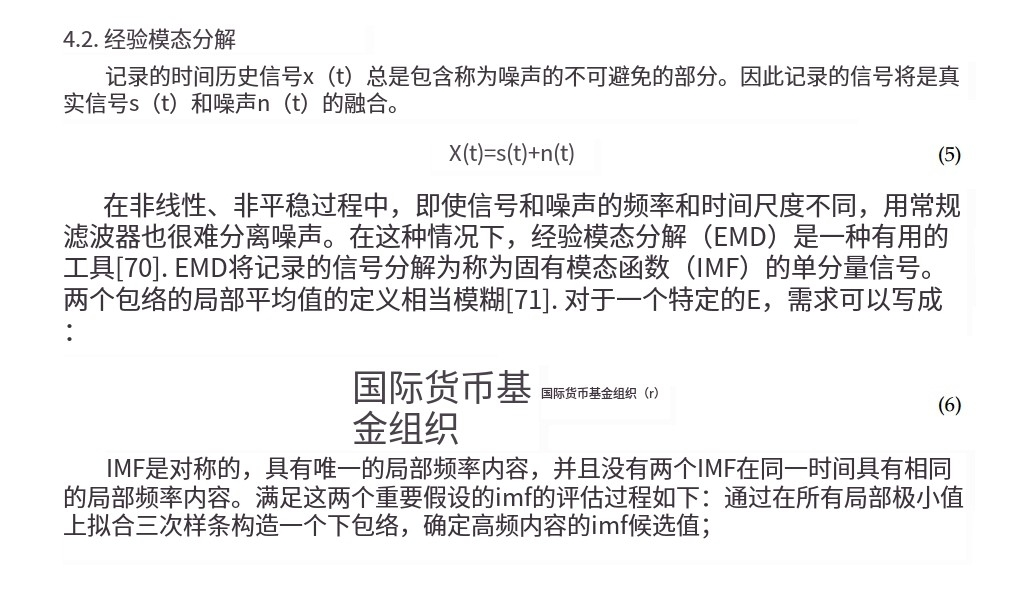 4.2. 经验模态分解
记录的时间历史信号x（t）总是包含称为噪声的不可避免的部分。因此记录的信号将是真
实信号s（t）和噪声n（t）的融合。
X(t)=s(t)+n(t)
(5)
在非线性、非平稳过程中，即使信号和噪声的频率和时间尺度不同，用常规
滤波器也很难分离噪声。在这种情况下，经验模态分解（EMD）是一种有用的
工具[70]. EMD将记录的信号分解为称为固有模态函数（IMF）的单分量信号。
两个包络的局部平均值的定义相当模糊[71]. 对于一个特定的E，需求可以写成
：
国际货币基
金组织
国际货币基金组织（r）
(6)
IMF是对称的，具有唯一的局部频率内容，并且没有两个IMF在同一时间具有相同
的局部频率内容。满足这两个重要假设的imf的评估过程如下：通过在所有局部极小值
上拟合三次样条构造一个下包络，确定高频内容的imf候选值；